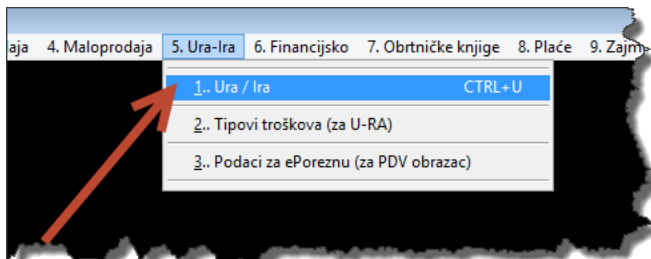 aja 4. Maloprodaja 5. Ura-Ira 6. Financijsko 7. Obrtničke knjige 8. Plaće 9. Zajm
1.. Ura / Ira CTRL+U
2.. Tipovi troškova (za U-RA)
3.. Podaci za ePoreznu (za PDV obrazac)